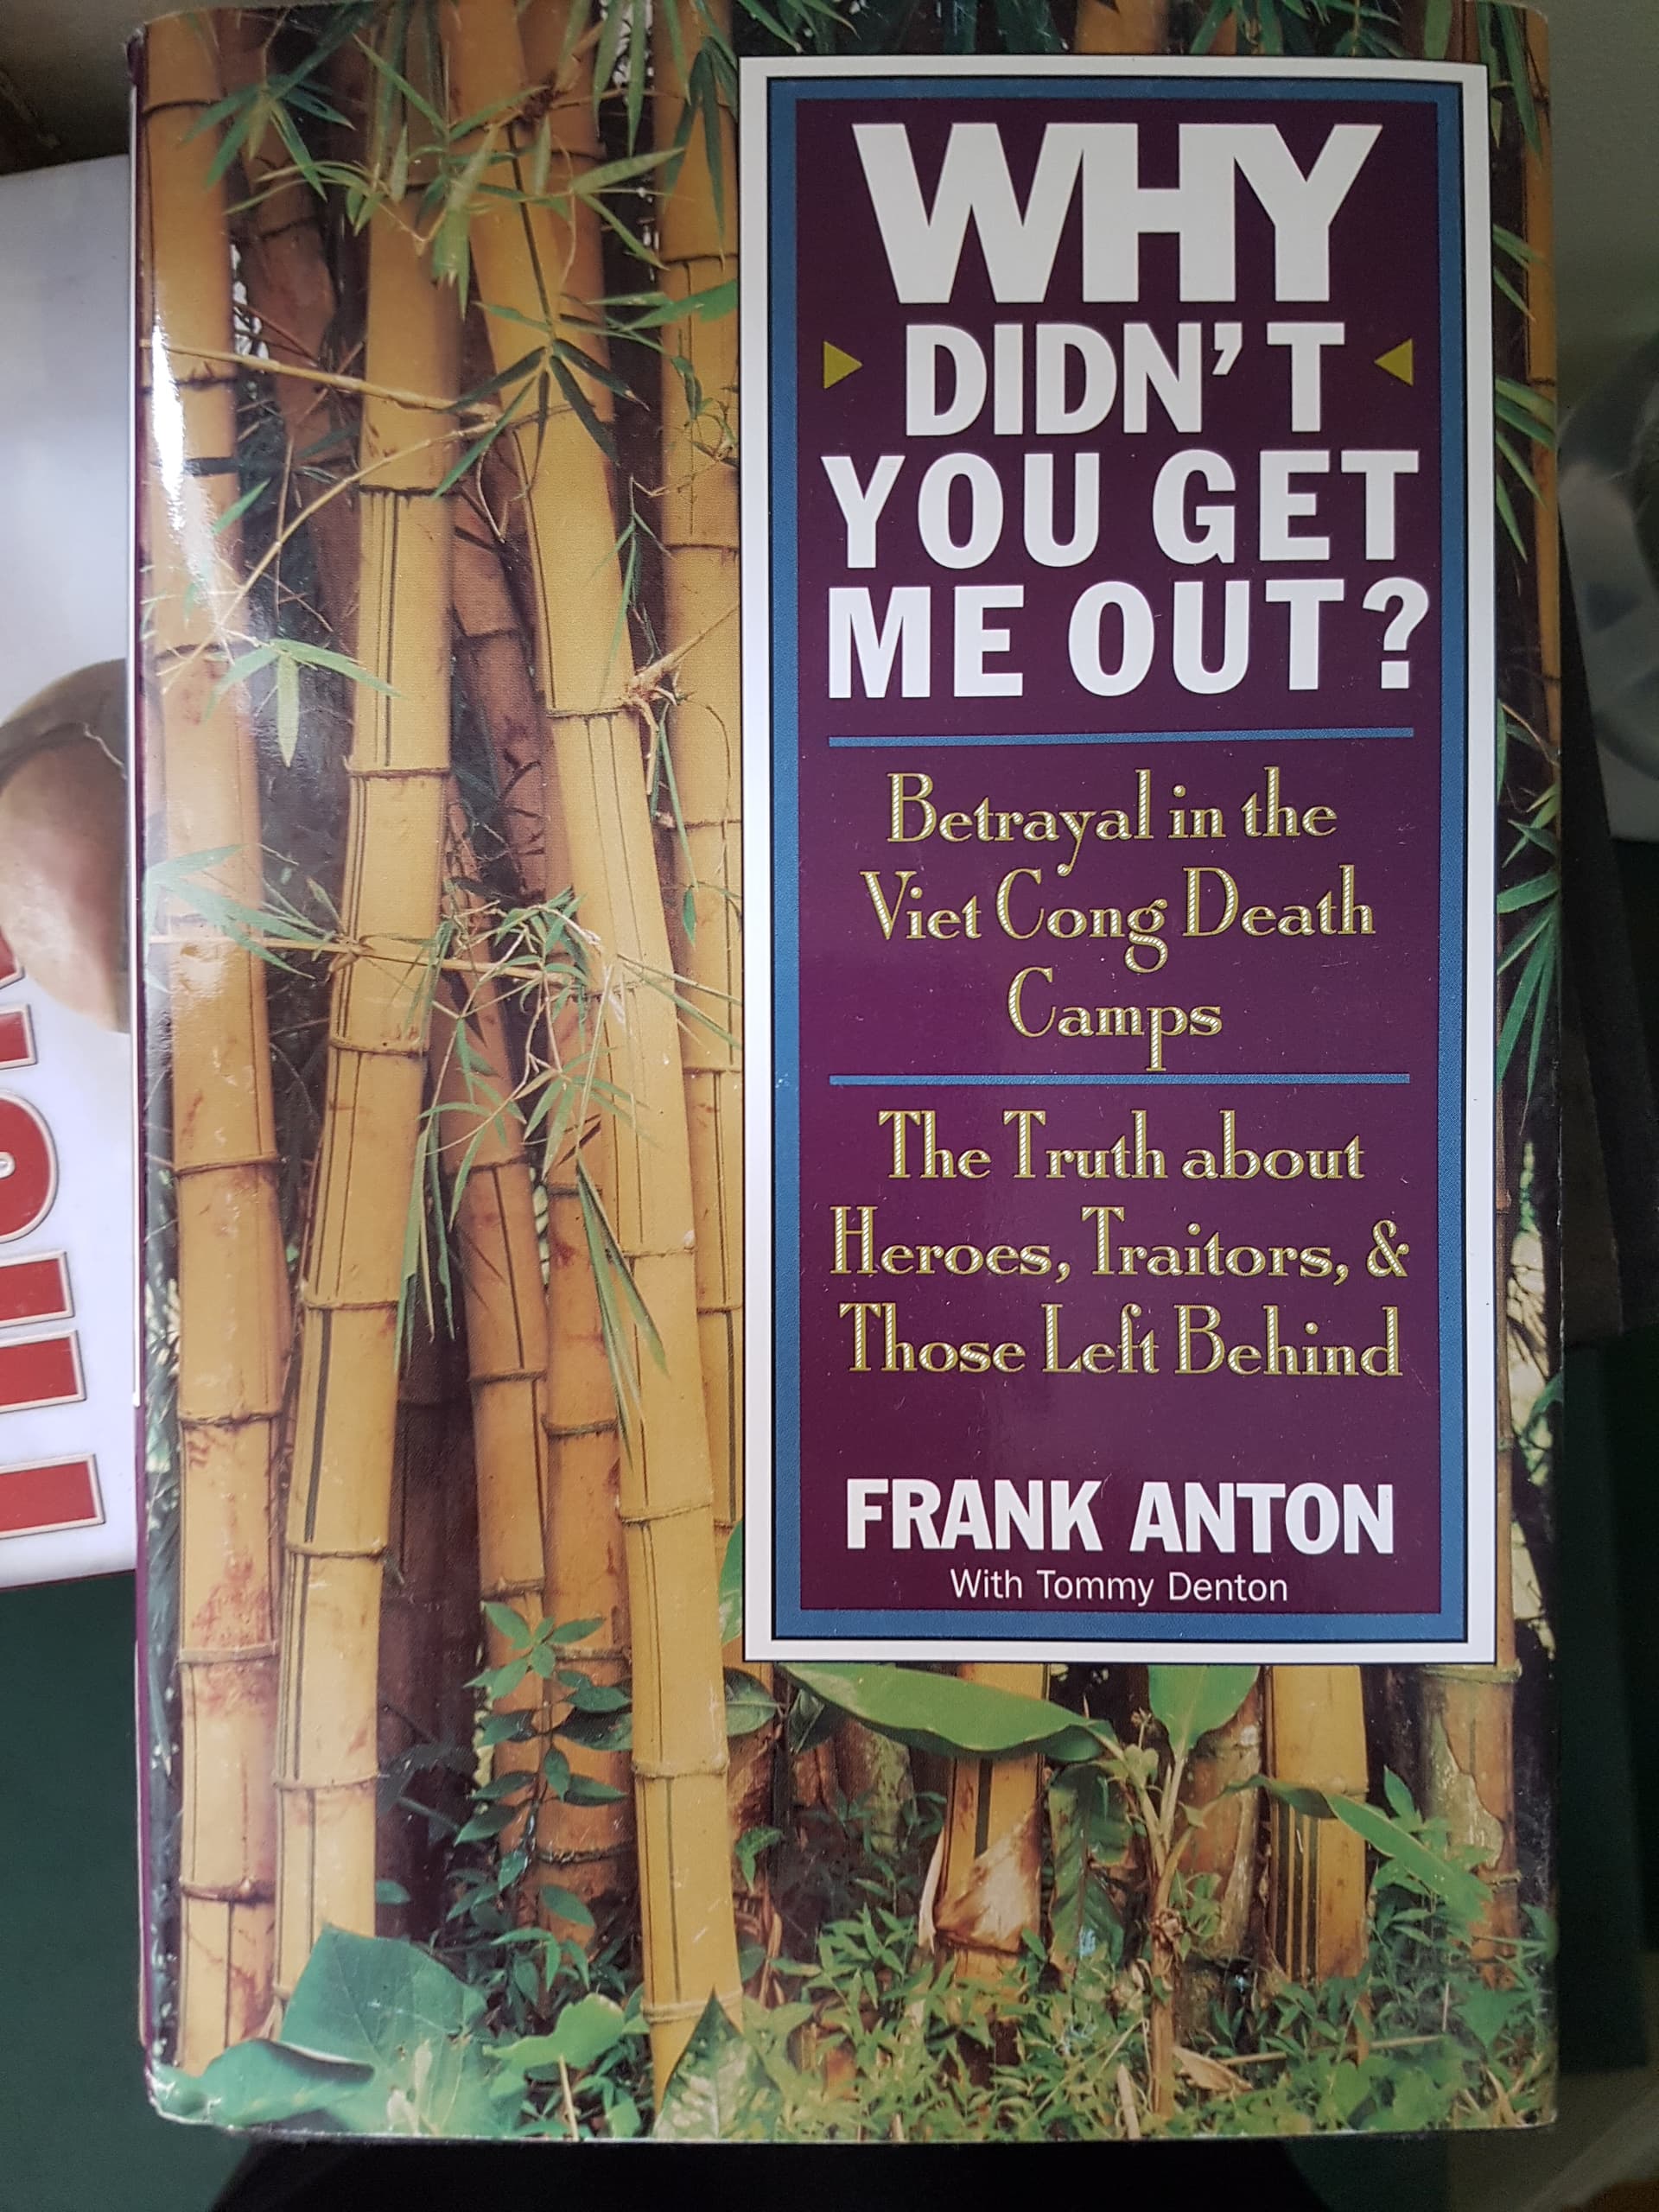 WHY
DIDN'T
YOU GET
ME OUT?
Betrayal in the
Viet Cong Death
Camps
The Truth about
Heroes, Traitors, &
Those Left Behind
FRANK ANTON
With Tommy Denton